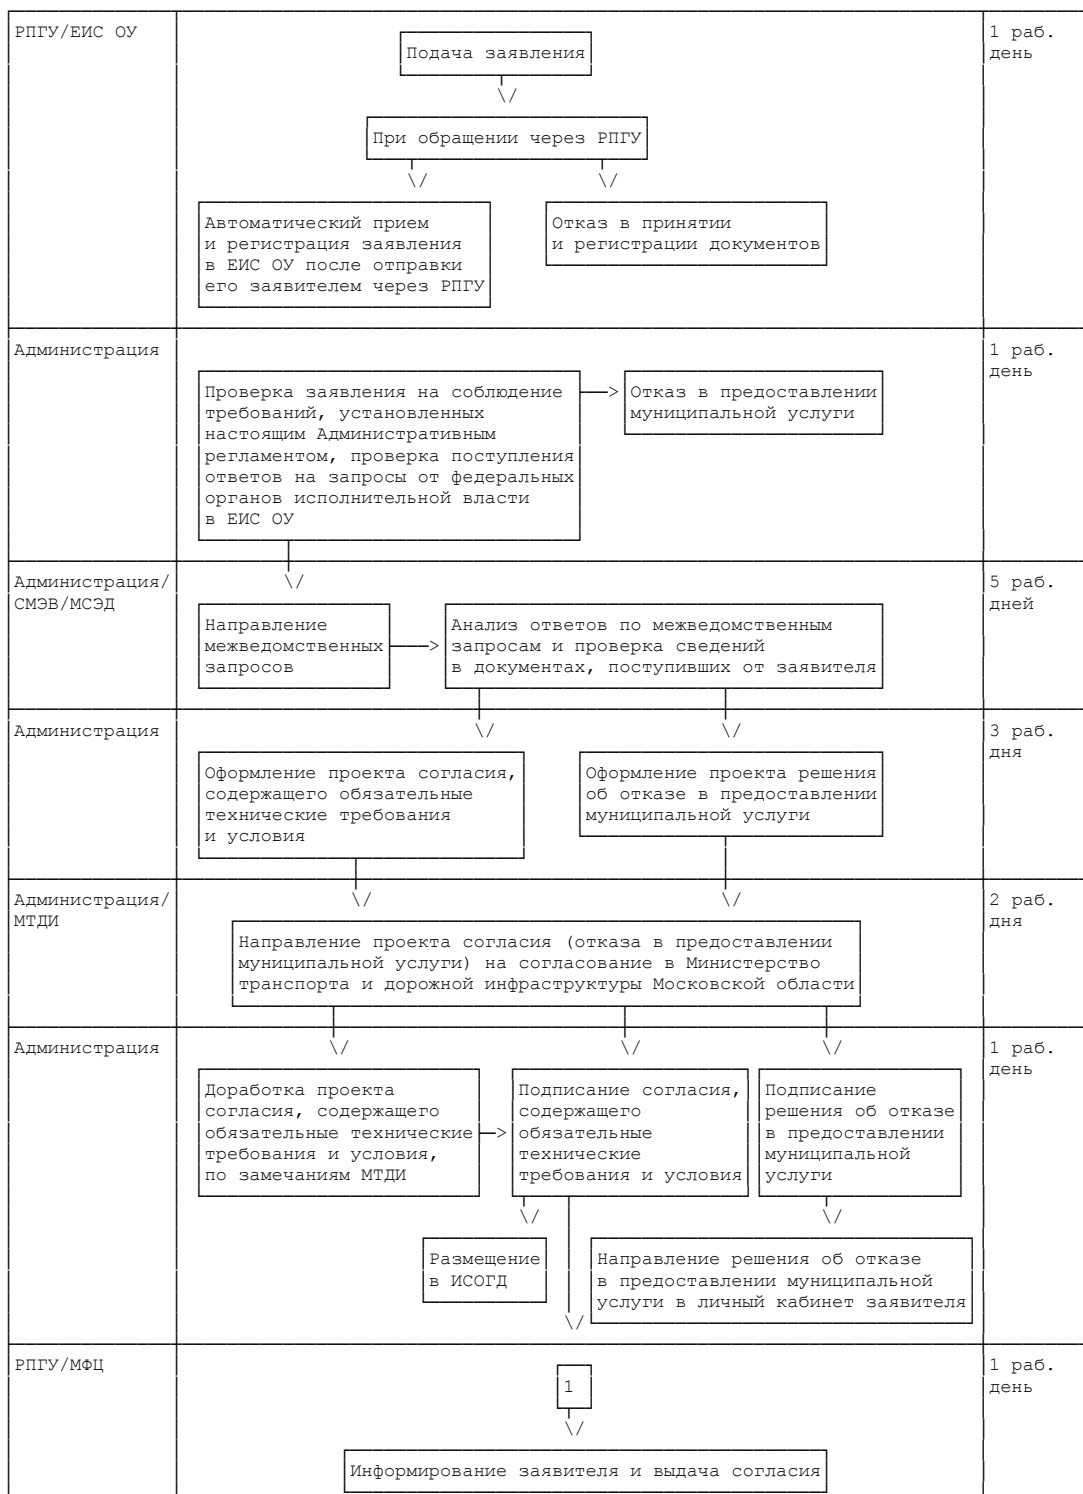 РПГУ/ЕИС ОУ
1 раб.
день
Подача заявления
\/
При обращении через РПГУ
\/
\/
Автоматический прием
и регистрация заявления
в ЕИС ОУ после отправки
его заявителем через РПГУ
Отказ в принятии
и регистрации документов
Администрация
1 раб.
день
Проверка заявления на соблюдение
требований, установленных
настоящим Административным
регламентом, проверка поступления
ответов на запросы от федеральных
органов исполнительной власти
в ЕИС ОУ
>
Отказ в предоставлении
муниципальной услуги
Администрация/
СМЭВ/МСЭД
5 раб.
дней
\/
Направление
межведомственных
запросов
>
Анализ ответов по межведомственным
запросам и проверка сведений
в документах, поступивших от заявителя
Администрация
3 раб.
дня
\/
\/
Оформление проекта согласия,
содержащего обязательные
технические требования
и условия
Оформление проекта решения
об отказе в предоставлении
муниципальной услуги
Администрация/
МТДИ
2 раб.
дня
\/
\/
Направление проекта согласия (отказа в предоставлении
муниципальной услуги) на согласование в Министерство
транспорта и дорожной инфраструктуры Московской области
Администрация
1 раб.
день
\/
\/
\/
Доработка проекта
согласия, содержащего
обязательные технические
требования и условия,
по замечаниям МТДИ
>
Подписание согласия,
содержащего
обязательные
технические
требования и условия
Подписание
решения об отказе
в предоставлении
муниципальной
услуги
\/
\/
Размещение
в ИСОГД
Направление решения об отказе
в предоставлении муниципальной
услуги в личный кабинет заявителя
\/
РПГУ/МФЦ
1 раб.
день
1
\/
Информирование заявителя и выдача согласия